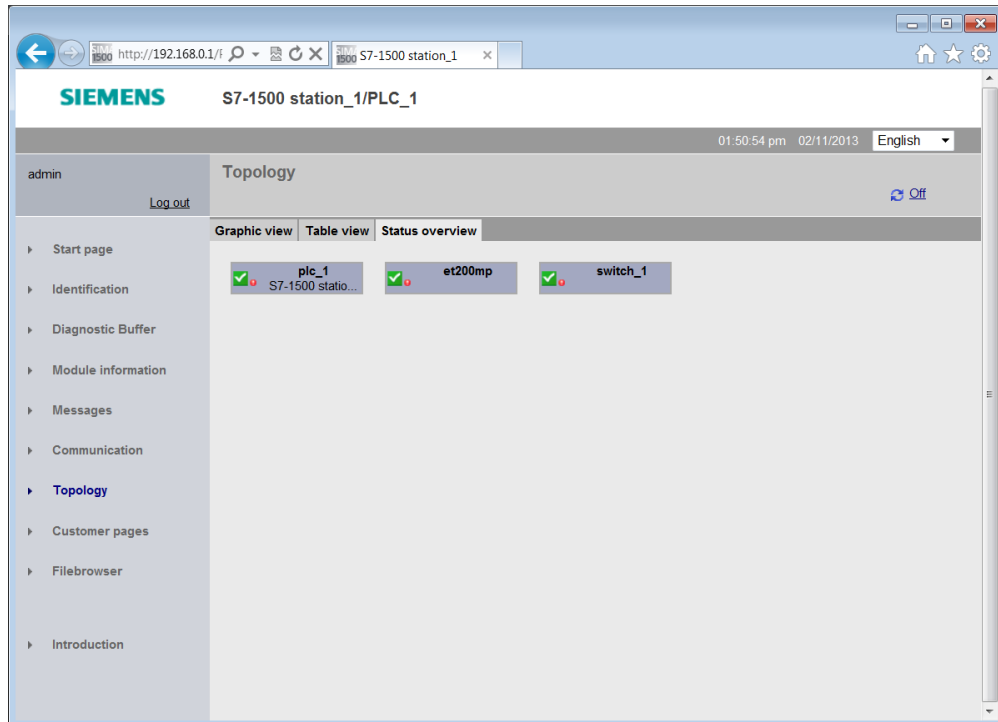 http://192.168.0.1/F
S7-1500 station_1
SIEMENS
S7-1500 station_1/PLC_1
01:50:54 pm 02/11/2013 English
admin
Log out
Topology
Off
Graphic view Table view Status overview
plc_1
S7-1500 statio...
et200mp
switch_1
Start page
Identification
Diagnostic Buffer
Module information
Messages
Communication
Topology
Customer pages
Filebrowser
Introduction